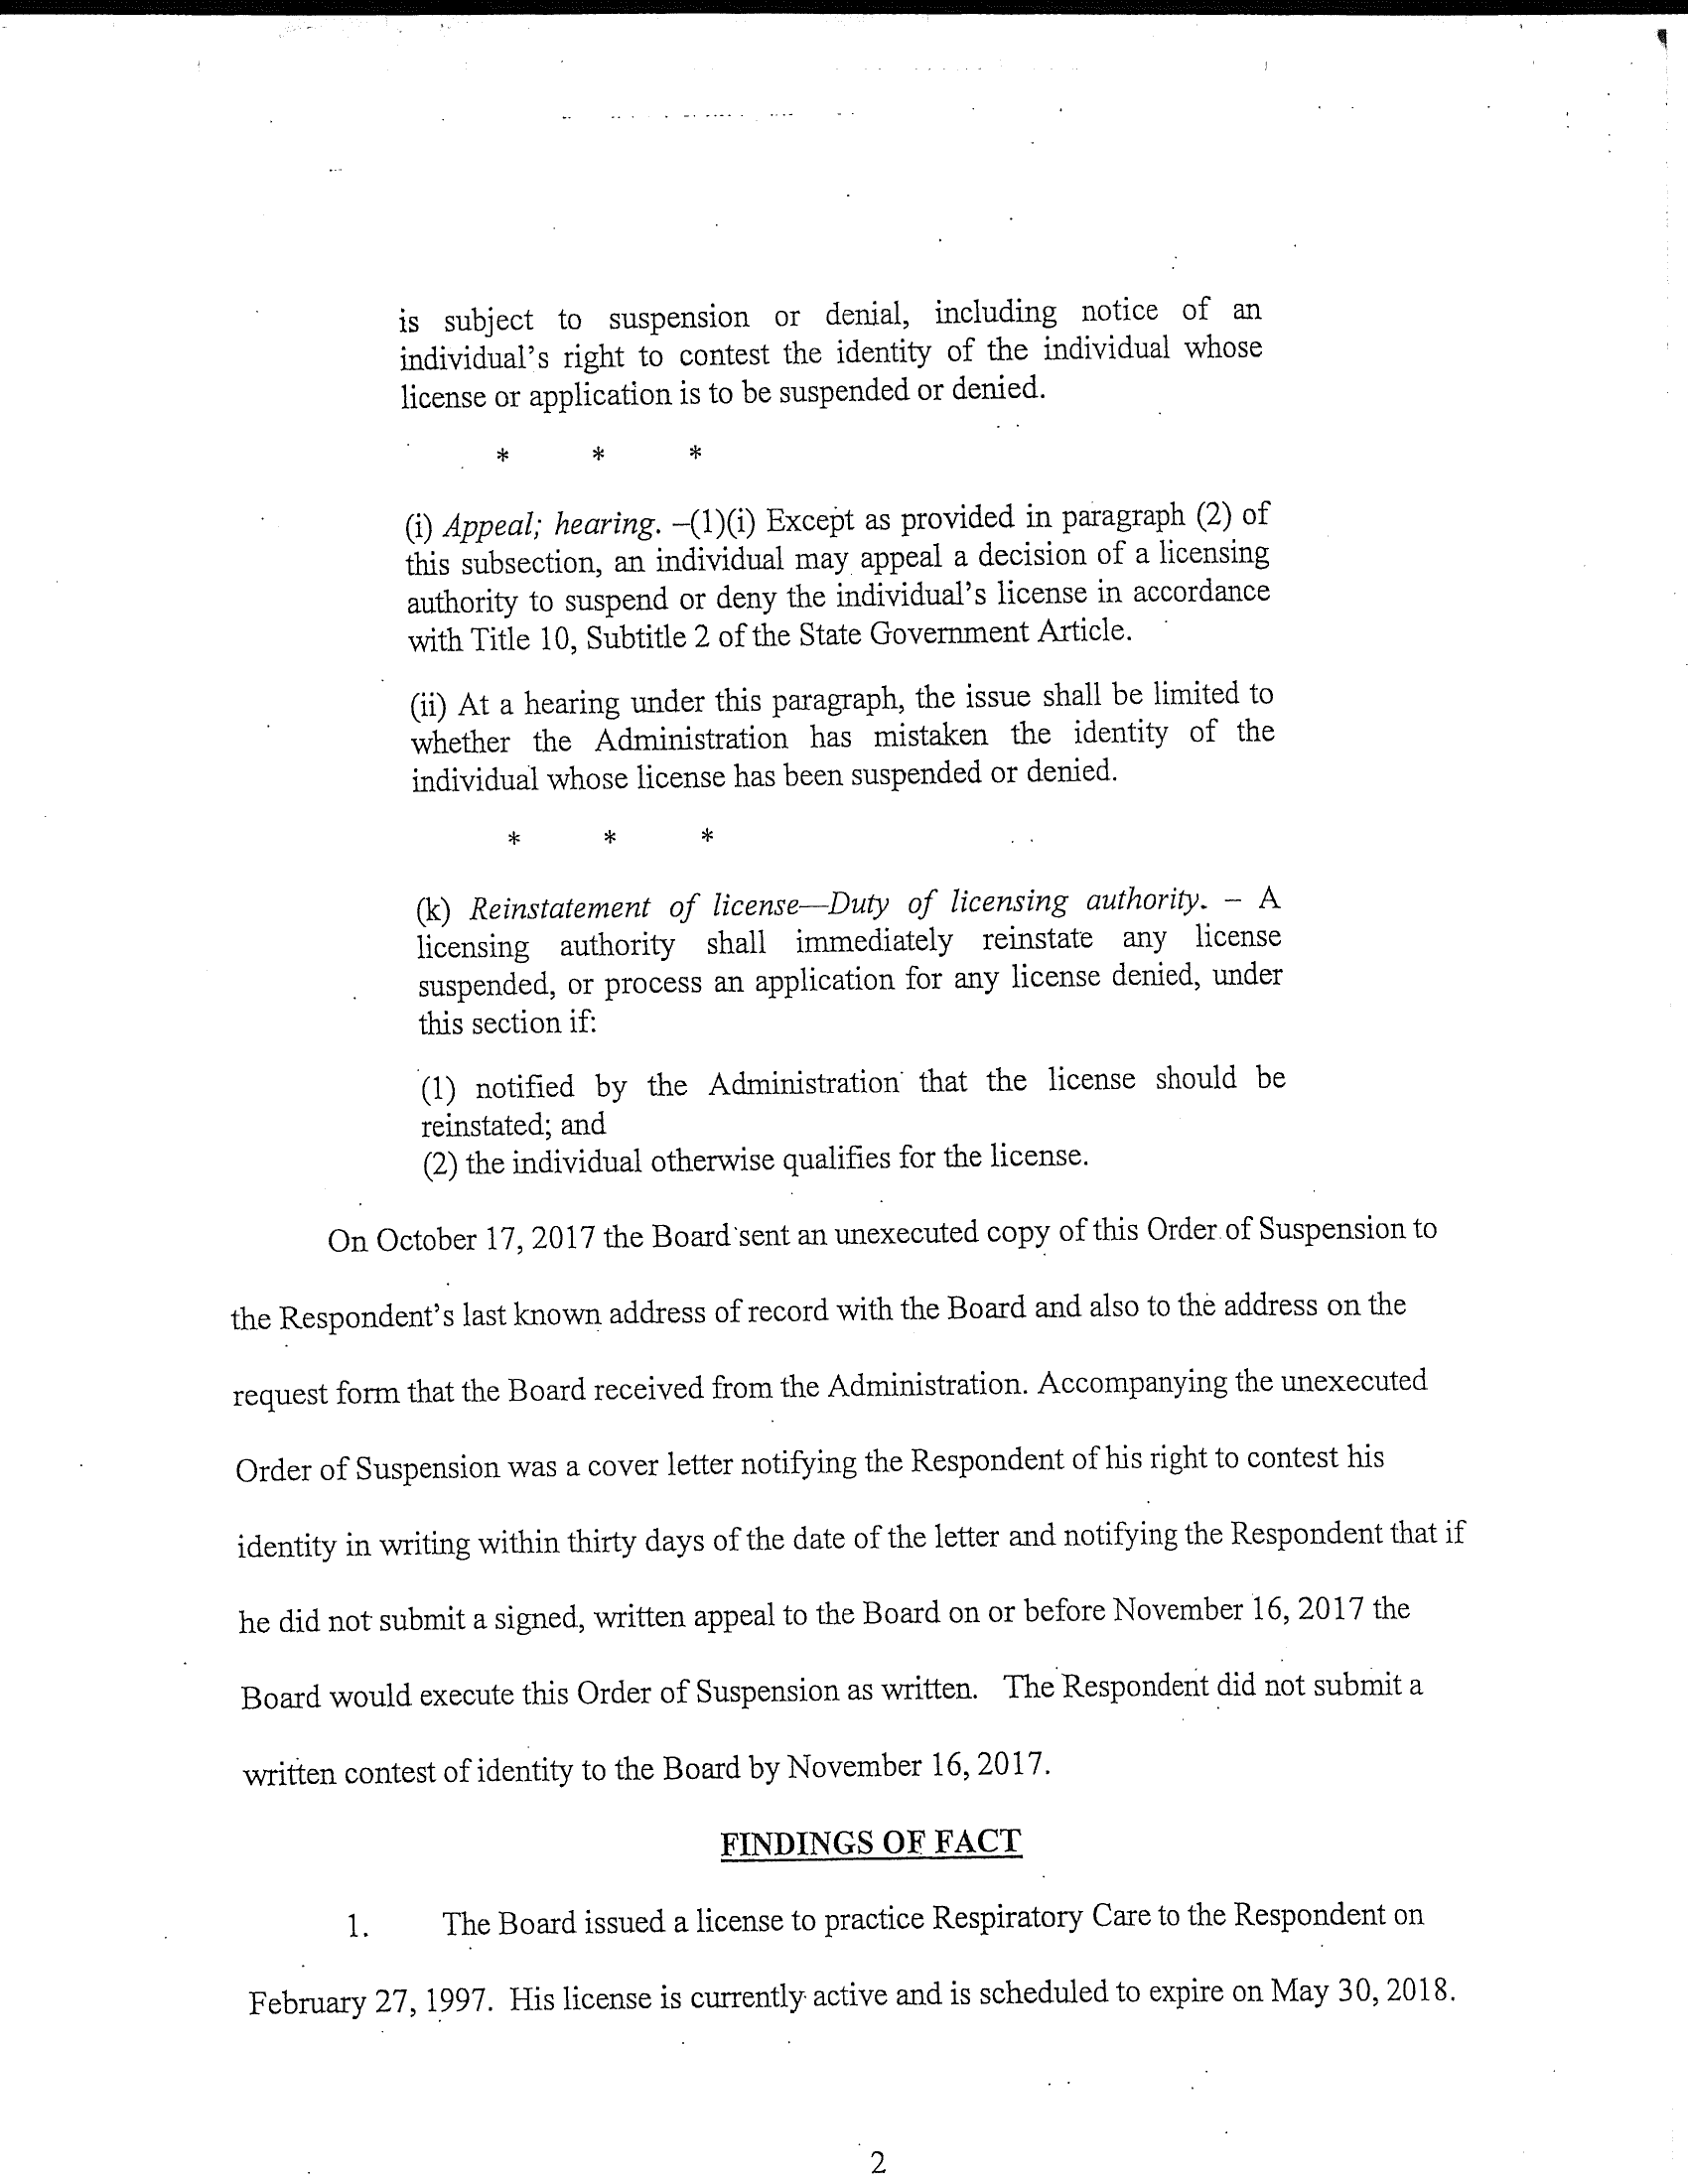 is subject to suspension or denial, including notice of an
individual's right to contest the identity of the individual whose
license or application is to be suspended or denied.
* * *
(i) Appeal; hearing. –(1)(i) Except as provided in paragraph (2) of
this subsection, an individual may appeal a decision of a licensing
authority to suspend or deny the individual's license in accordance
with Title 10, Subtitle 2 of the State Government Article.
(ii) At a hearing under this paragraph, the issue shall be limited to
whether the Administration has mistaken the identity of the
individual whose license has been suspended or denied.
* * *
(k) Reinstatement of license—Duty of licensing authority. – A
licensing authority shall immediately reinstate any license
suspended, or process an application for any license denied, under
this section if:
(1) notified by the Administration that the license should be
reinstated; and
(2) the individual otherwise qualifies for the license.
On October 17, 2017 the Board sent an unexecuted copy of this Order of Suspension to
the Respondent's last known address of record with the Board and also to the address on the
request form that the Board received from the Administration. Accompanying the unexecuted
Order of Suspension was a cover letter notifying the Respondent of his right to contest his
identity in writing within thirty days of the date of the letter and notifying the Respondent that if
he did not submit a signed, written appeal to the Board on or before November 16, 2017 the
Board would execute this Order of Suspension as written. The Respondent did not submit a
written contest of identity to the Board by November 16, 2017.
FINDINGS OF FACT
1. The Board issued a license to practice Respiratory Care to the Respondent on
February 27, 1997. His license is currently active and is scheduled to expire on May 30, 2018.
2